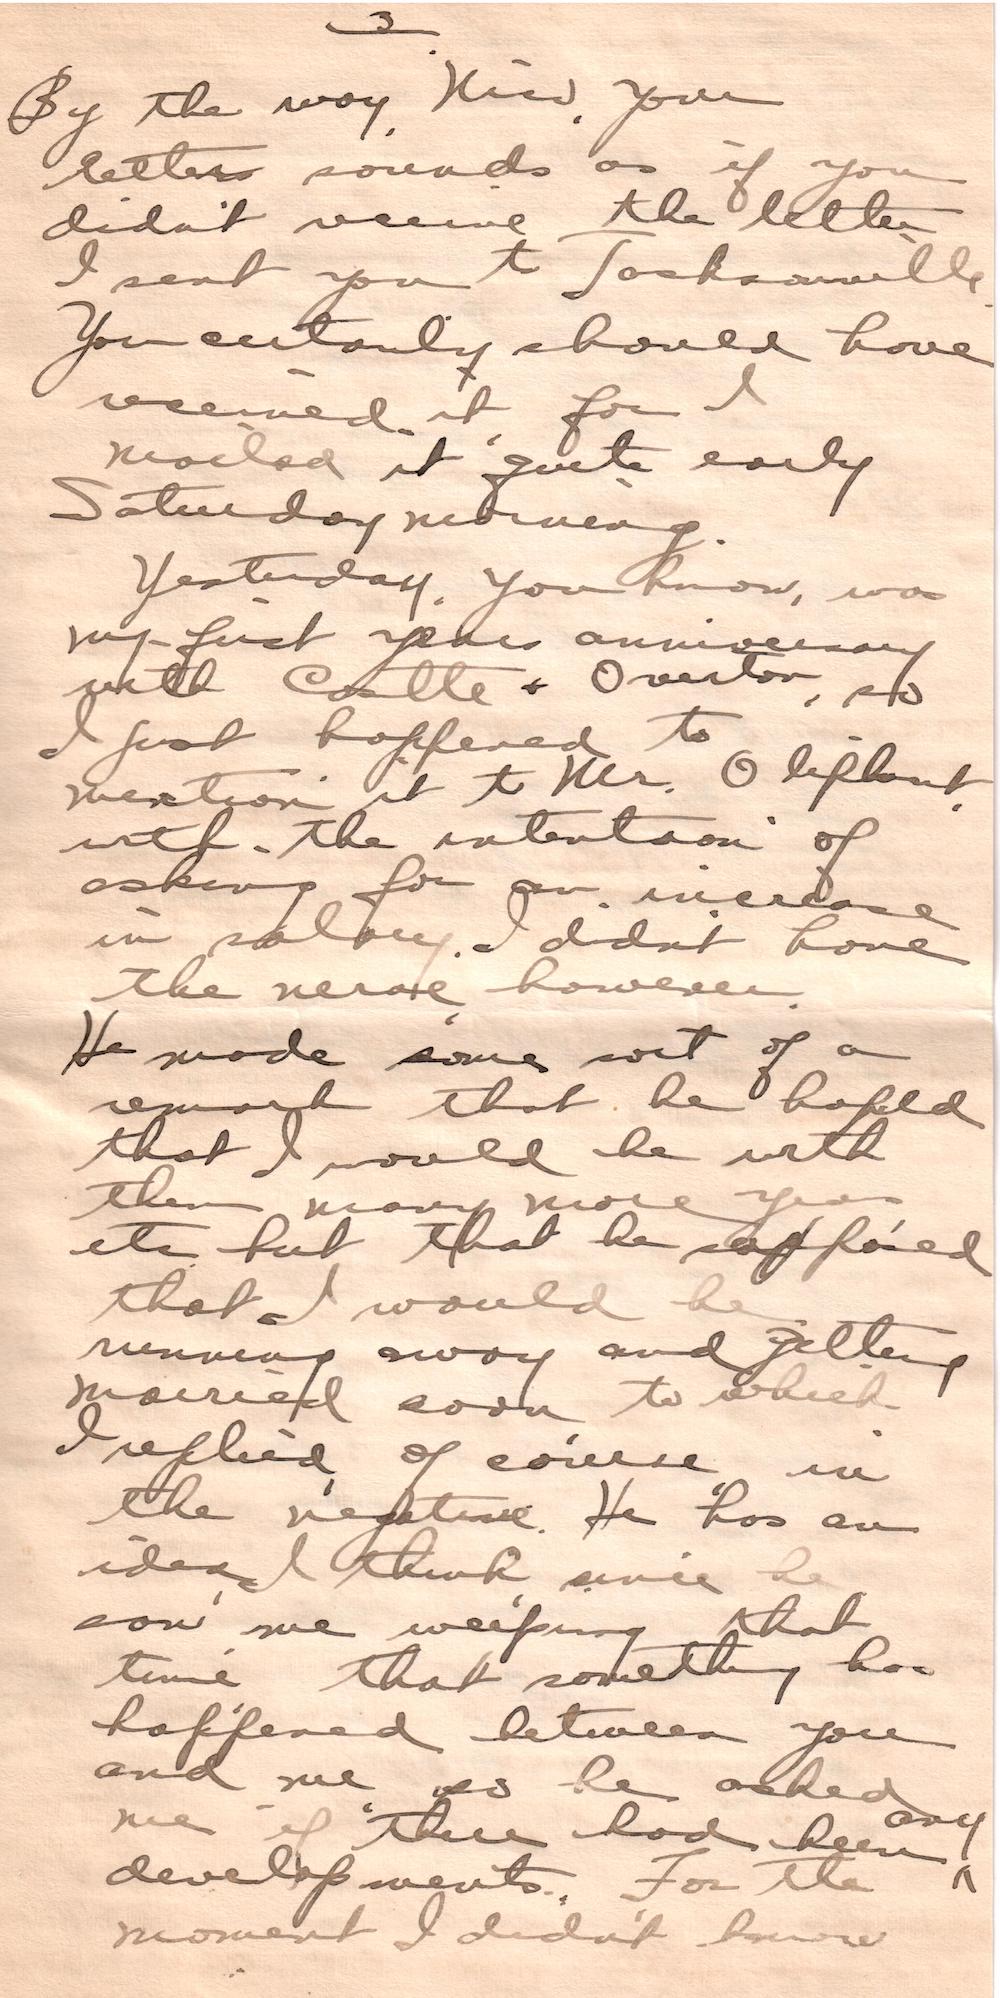 3
By the way, Nico, your
letters sounds as if you
didn't receive the letter
I sent you to Jacksonville.
You certainly should have
received it, for I
mailed it quite early
Saturday morning.
Yesterday, you know, was
my first years anniversary
with Castle + Overton, so
I just happened to
mention it to Mr. Oliphant,
with the intention of
asking for an increase
in salary. I didn't have
the nerve, however.
He made some sort of a
remark that he hoped
that I would be with
them many more years
etc but that he supposed
that I would be
running away and getting
married soon to which
I replied, of course, in
the negative. He has an
idea, I think since he
saw me weeping that
time that something has
happened between you
and me, so he asked
me if there had been any
developments. For the
moment I didn't know